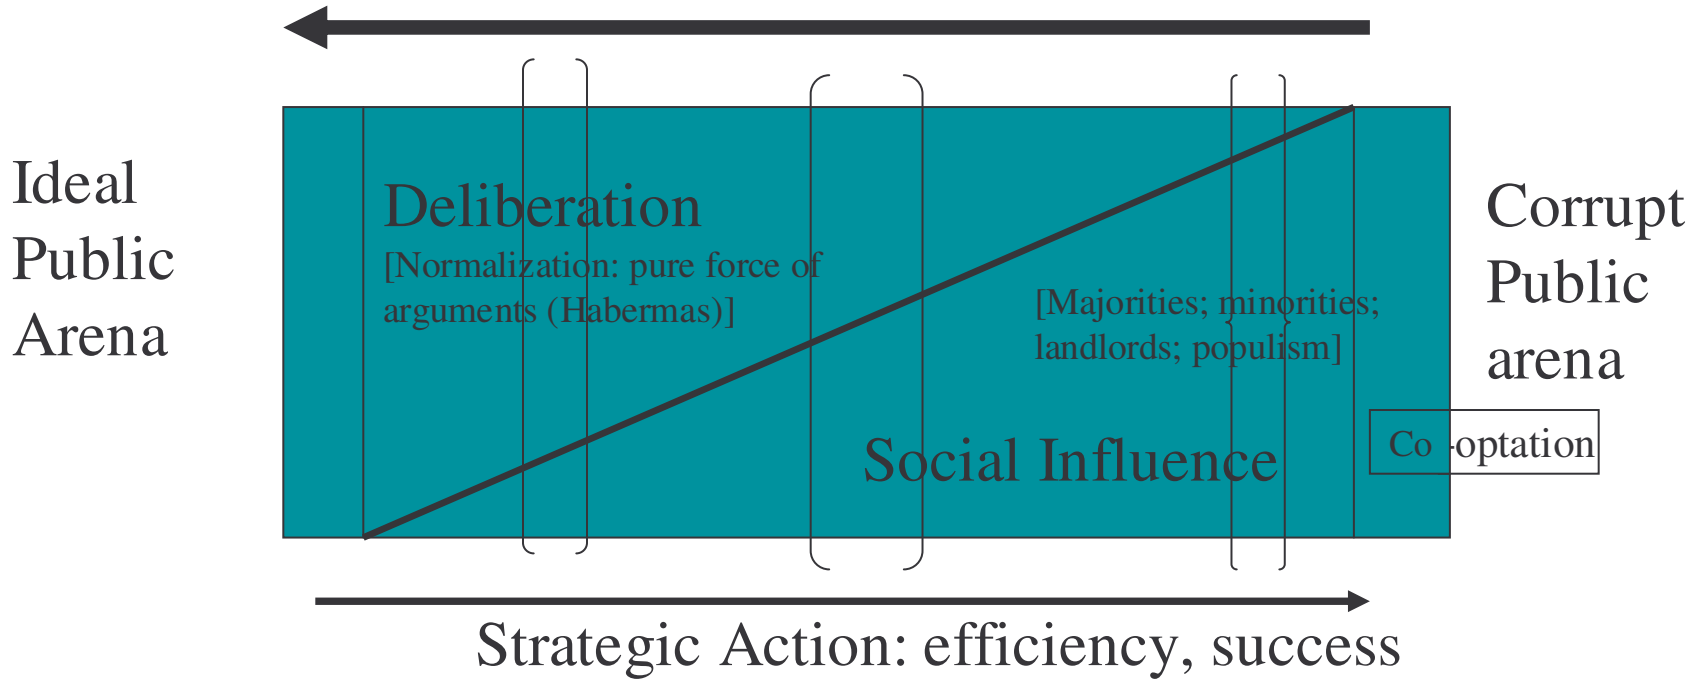 Ideal
Public
Arena
Deliberation
[Normalization: pure force of
arguments (Habermas)]
[Majorities; minorities;
landlords; populism]
Social Influence
Corrupt
Public
arena
Co -optation
Strategic Action: efficiency, success